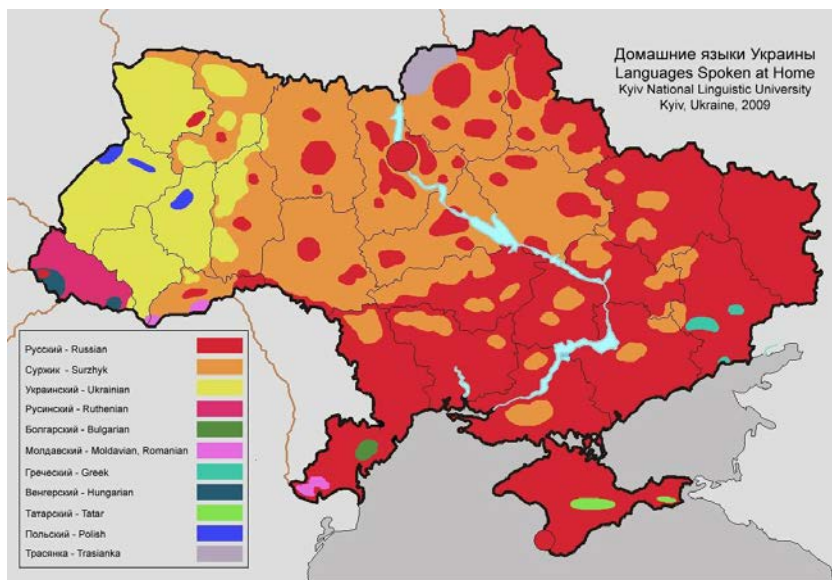 Домашние языки Украины
Languages Spoken at Home
Kyiv National Linguistic University
Kyiv, Ukraine, 2009
Русский - Russian
Суржик - Surzhyk
Украинский - Ukrainian
Русинский - Ruthenian
Болгарский - Bulgarian
Молдавский - Moldavian, Romanian
Греческий - Greek
Венгерский - Hungarian
Татарский - Tatar
Польский - Polish
Трасянка - Trasianka